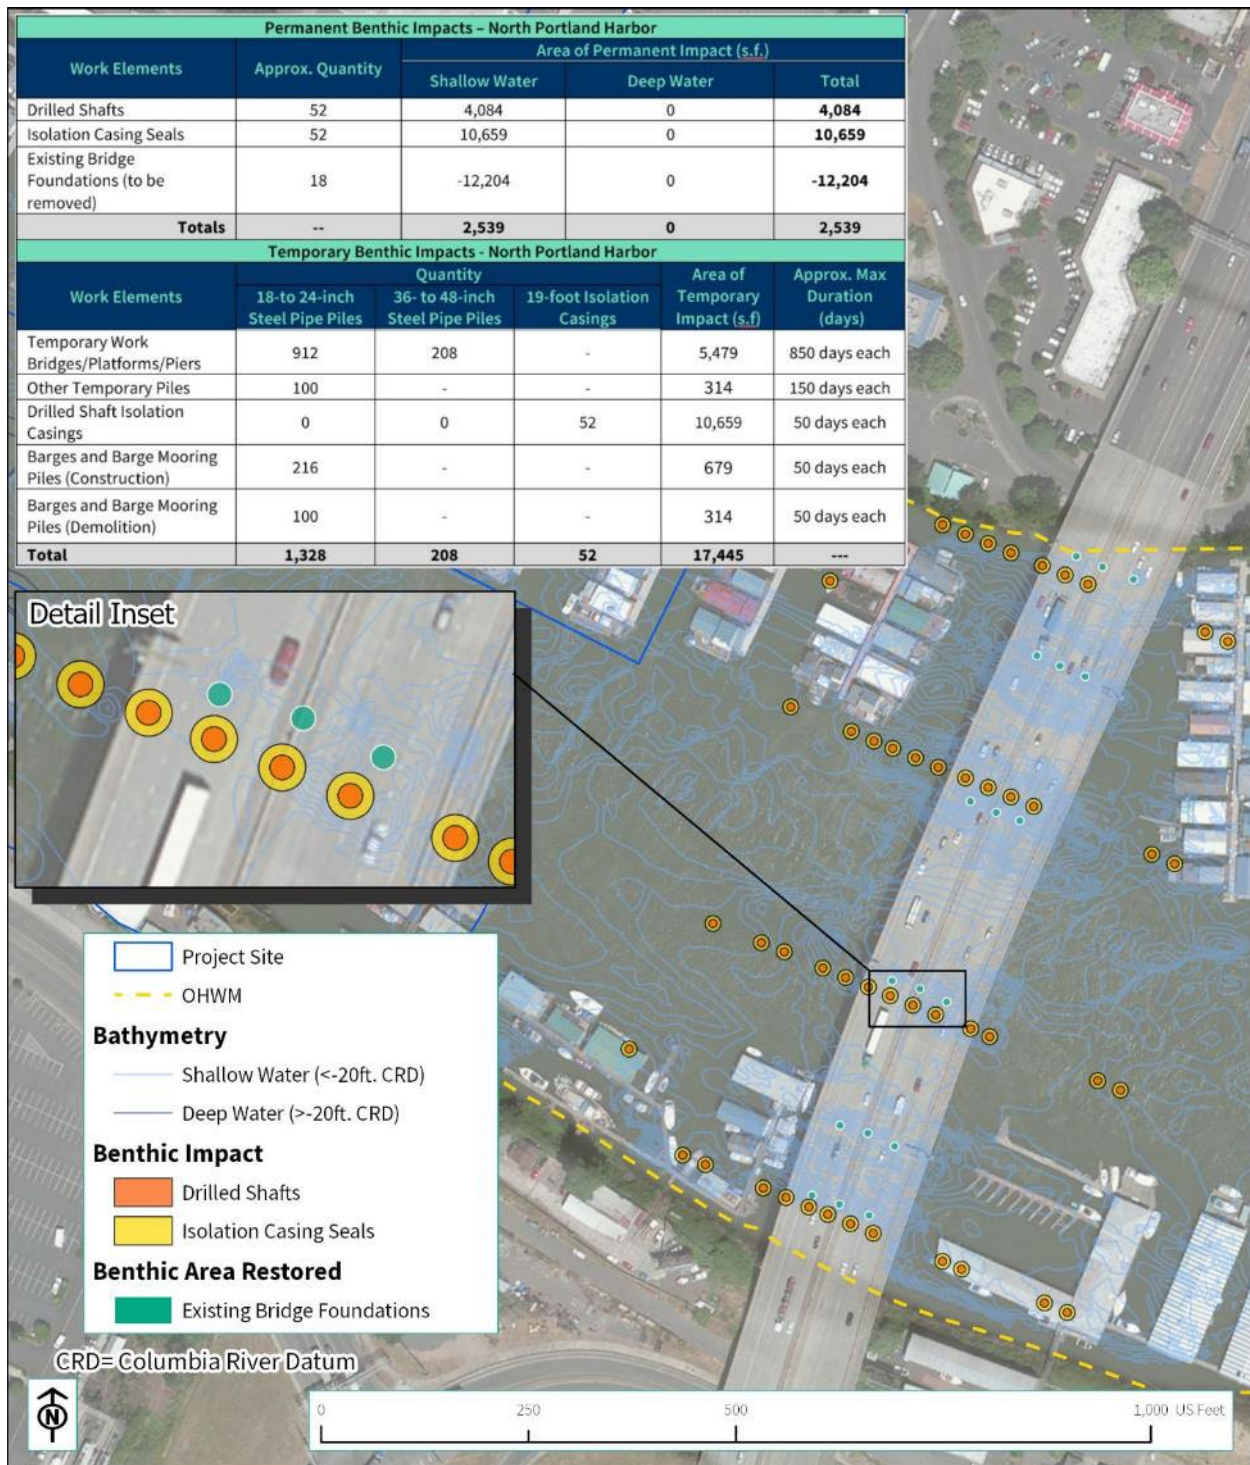 Permanent Benthic Impacts – North Portland Harbor
Work Elements Approx. Quantity Area of Permanent Impact (s.f.)
Shallow Water Deep Water Total
Drilled Shafts 52 4,084 0 4,084
Isolation Casing Seals 52 10,659 0 10,659
Existing Bridge
Foundations (to be
removed) 18 -12,204 0 -12,204
Totals -- 2,539 0 2,539
Temporary Benthic Impacts - North Portland Harbor
Work Elements Quantity Area of
Temporary
Impact (s.f) Approx. Max
Duration
(days)
18-to 24-inch
Steel Pipe Piles 36- to 48-inch
Steel Pipe Piles 19-foot Isolation
Casings
Temporary Work
Bridges/Platforms/Piers 912 208 - 5,479 850 days each
Other Temporary Piles 100 - - 314 150 days each
Drilled Shaft Isolation
Casings 0 0 52 10,659 50 days each
Barges and Barge Mooring
Piles (Construction) 216 - - 679 50 days each
Barges and Barge Mooring
Piles (Demolition) 100 - - 314 50 days each
Total 1,328 208 52 17,445 ---
Detail Inset
Project Site
OHWM
Bathymetry
Shallow Water (<-20ft. CRD)
Deep Water (>-20ft. CRD)
Benthic Impact
Drilled Shafts
Isolation Casing Seals
Benthic Area Restored
Existing Bridge Foundations
CRD= Columbia River Datum
N
0 250 500 1,000 US Feet